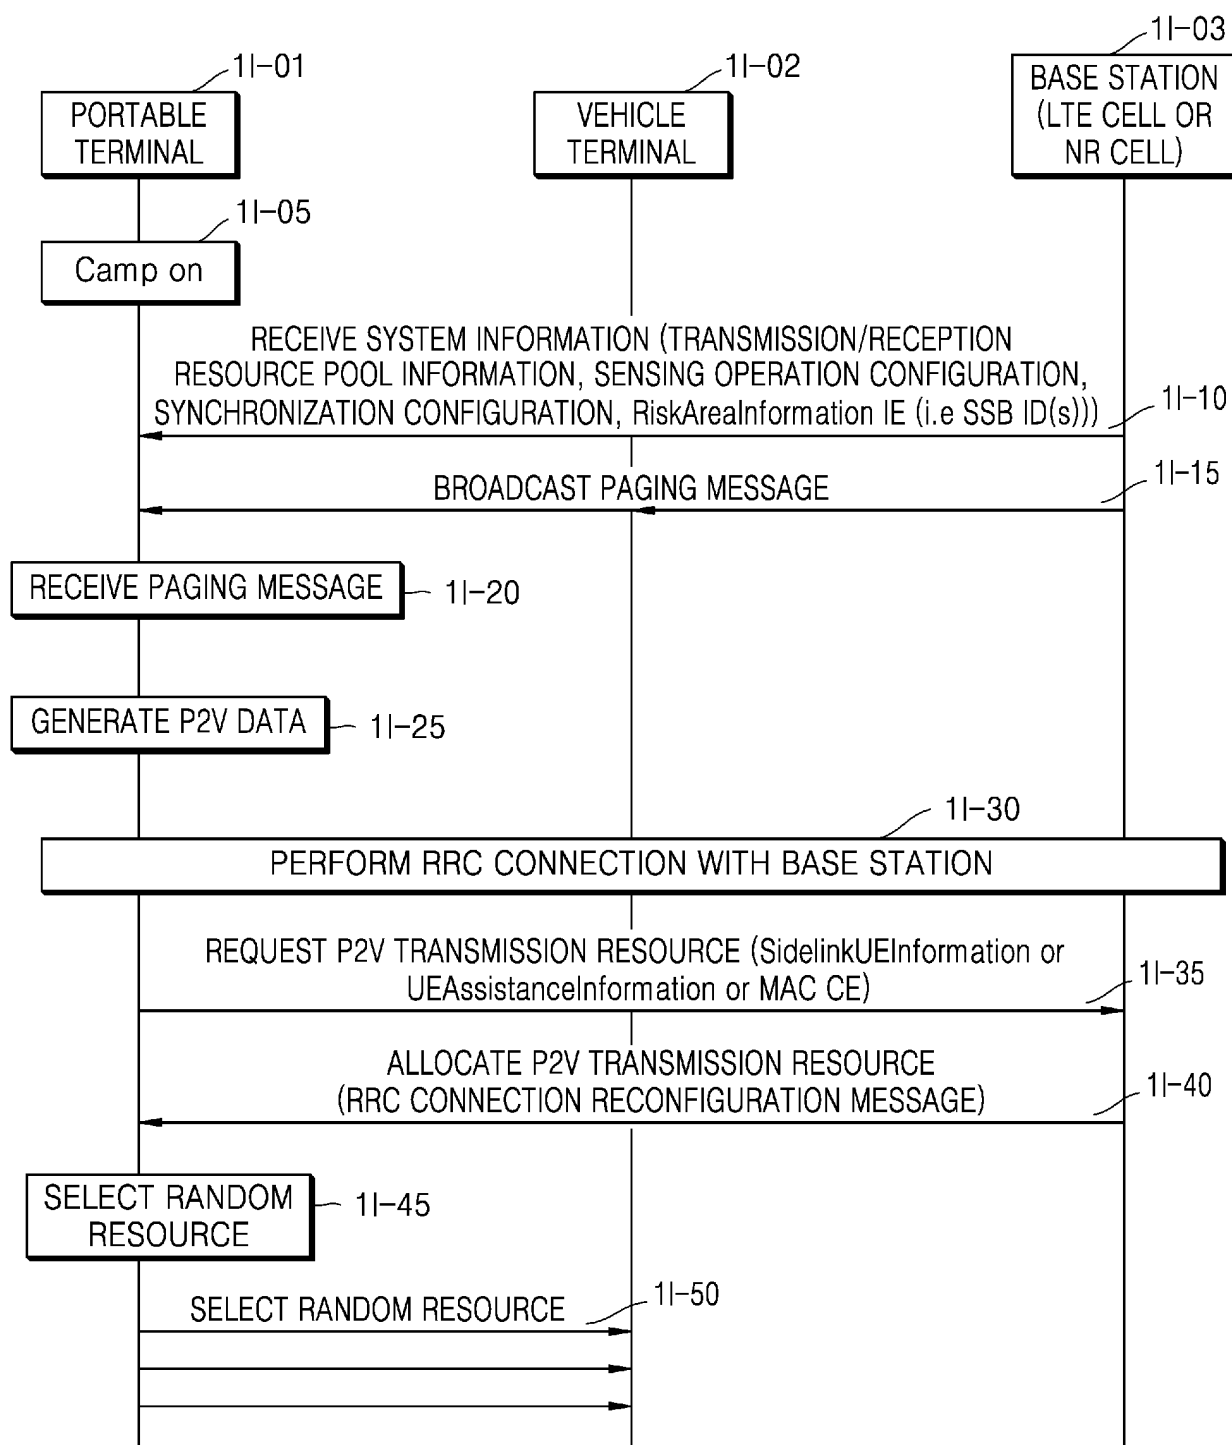 1l-01
1l-02
1l-03
PORTABLE
TERMINAL
VEHICLE
TERMINAL
BASE STATION
(LTE CELL OR
NR CELL)
1l-05
Camp on
RECEIVE SYSTEM INFORMATION (TRANSMISSION/RECEPTION
RESOURCE POOL INFORMATION, SENSING OPERATION CONFIGURATION,
SYNCHRONIZATION CONFIGURATION, RiskAreaInformation IE (i.e SSB ID(s)))
1l-10
BROADCAST PAGING MESSAGE
1l-15
RECEIVE PAGING MESSAGE
1l-20
GENERATE P2V DATA
1l-25
1l-30
PERFORM RRC CONNECTION WITH BASE STATION
REQUEST P2V TRANSMISSION RESOURCE (SidelinkUEInformation or
UEAssistanceInformation or MAC CE)
1l-35
ALLOCATE P2V TRANSMISSION RESOURCE
(RRC CONNECTION RECONFIGURATION MESSAGE)
1l-40
SELECT RANDOM
RESOURCE
1l-45
SELECT RANDOM RESOURCE
1l-50